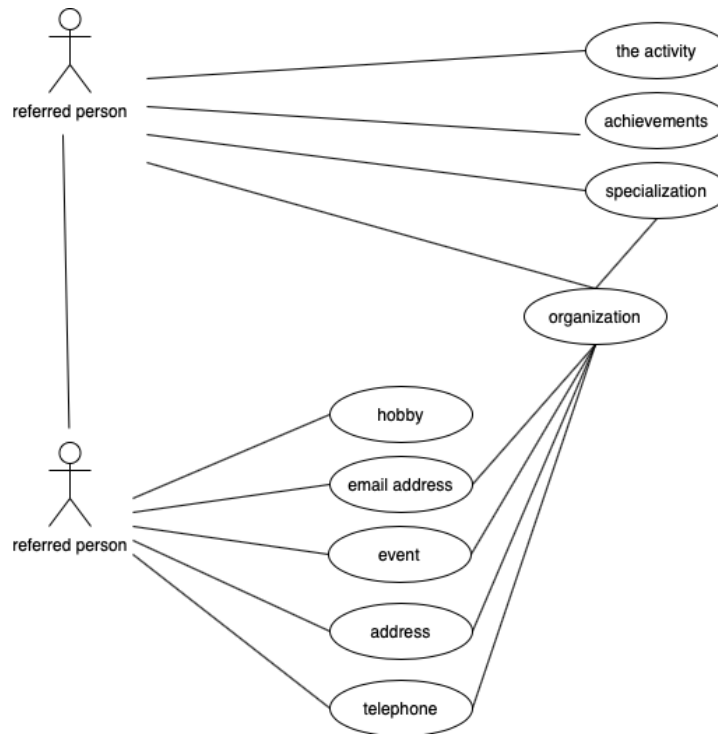 the activity
referred person
achievements
specialization
organization
hobby
email address
referred person
event
address
telephone